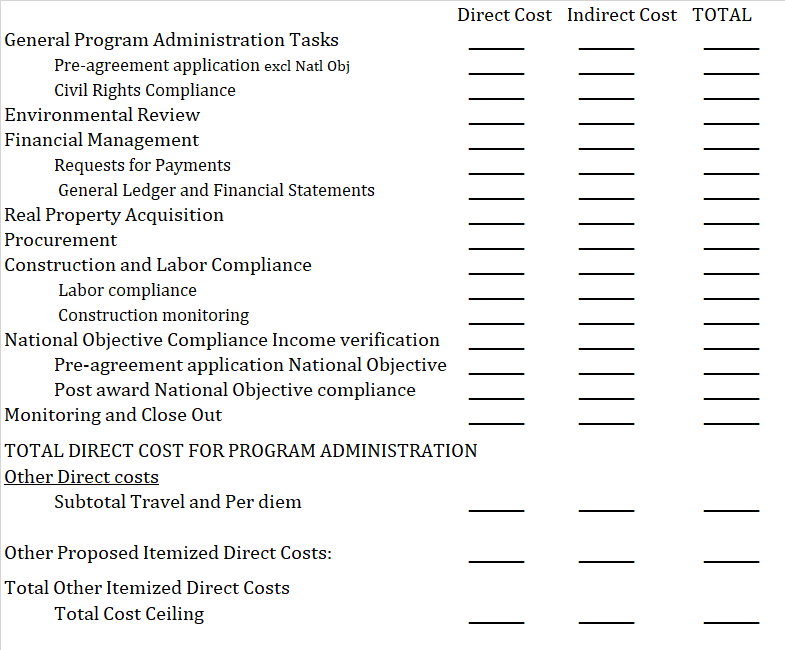 Direct Cost Indirect Cost TOTAL
General Program Administration Tasks
Pre-agreement application excl Natl Obj
Civil Rights Compliance
Environmental Review
Financial Management
Requests for Payments
General Ledger and Financial Statements
Real Property Acquisition
Procurement
Construction and Labor Compliance
Labor compliance
Construction monitoring
National Objective Compliance Income verification
Pre-agreement application National Objective
Post award National Objective compliance
Monitoring and Close Out
TOTAL DIRECT COST FOR PROGRAM ADMINISTRATION
Other Direct costs
Subtotal Travel and Per diem
Other Proposed Itemized Direct Costs:
Total Other Itemized Direct Costs
Total Cost Ceiling